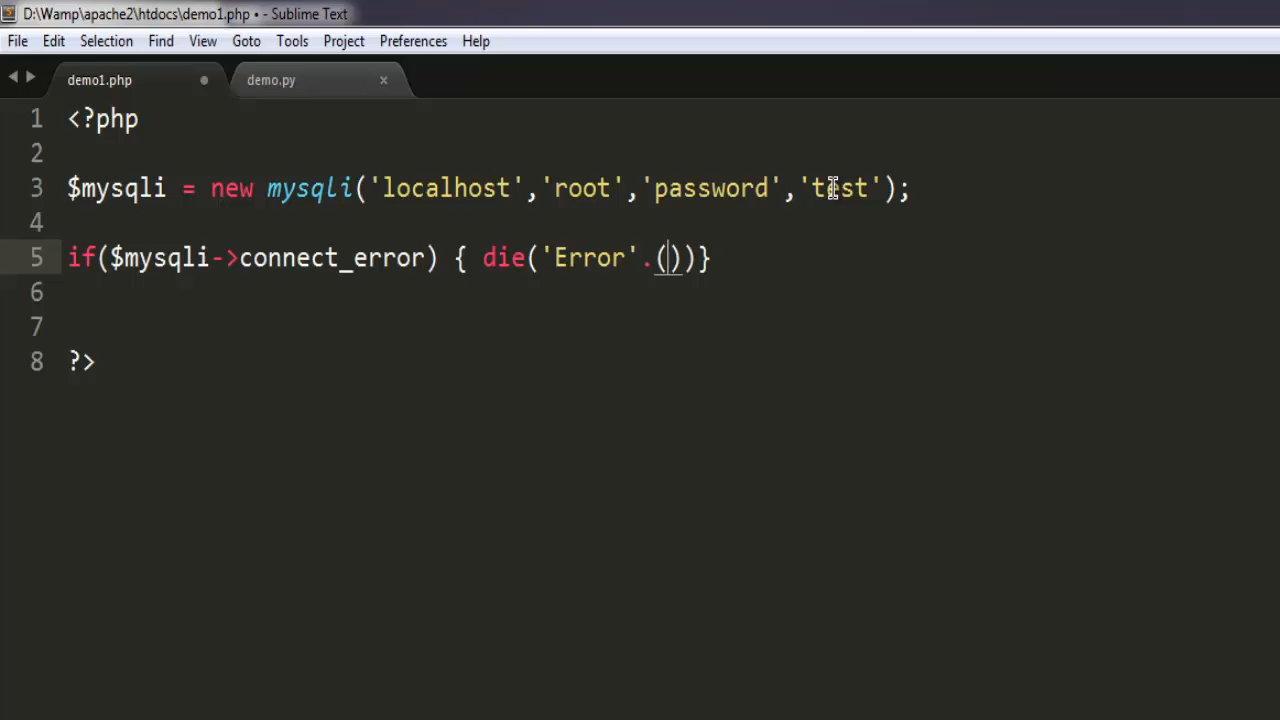 D:\Wamp\apache2\htdocs\demo1.php • - Sublime Text
File Edit Selection Find View Goto Tools Project Preferences Help
demo1.php demo.py ×
1 <?php
2
3 $mysqli = new mysqli('localhost','root','password','test');
4
5 if($mysqli->connect_error) { die('Error'.())}
6
7
8 ?>